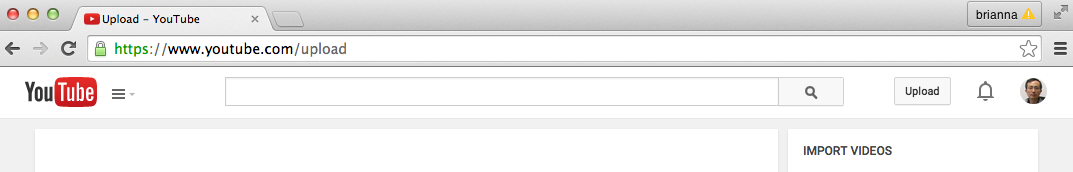 Upload - YouTube
brianna
https://www.youtube.com/upload
YouTube
Upload
IMPORT VIDEOS